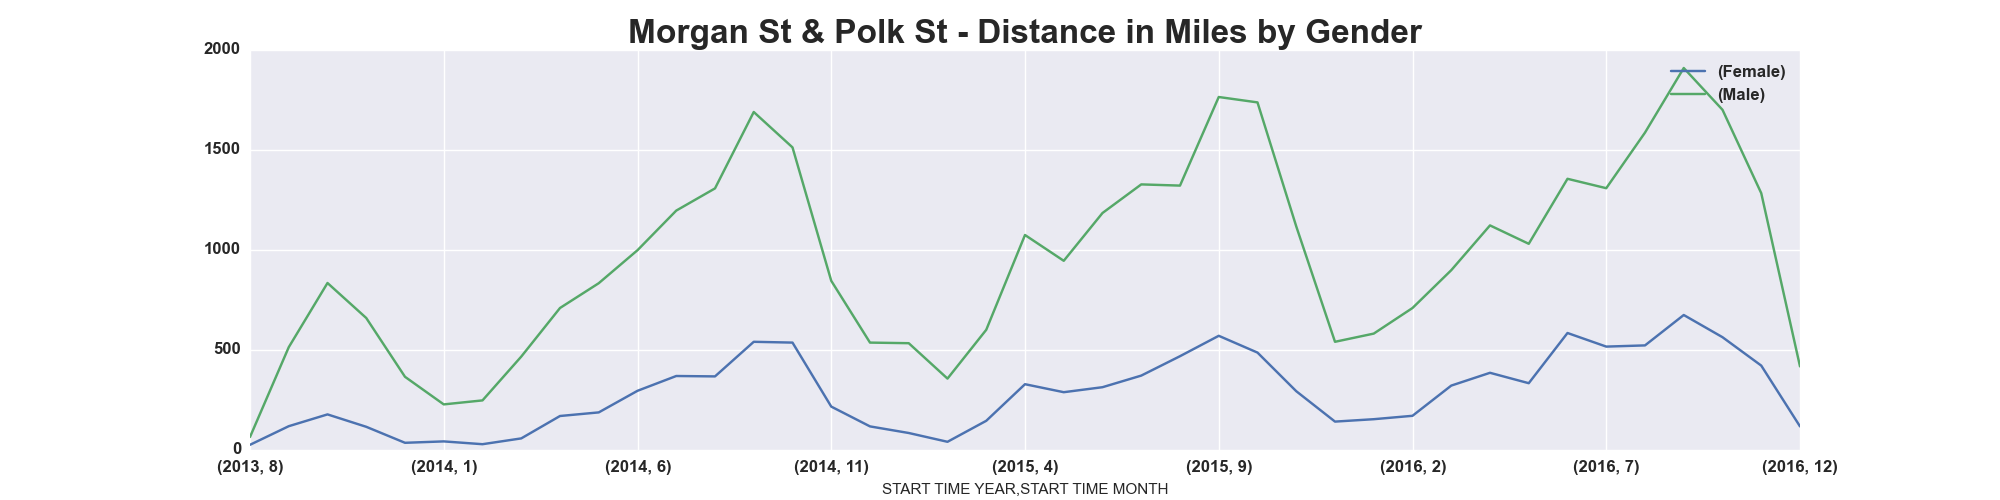 Morgan St & Polk St - Distance in Miles by Gender
2000
1500
1000
500
0
(Female)
(Male)
(2013, 8) (2014, 1) (2014, 6) (2014, 11) (2015, 4) (2015, 9) (2016, 2) (2016, 7) (2016, 12)
START TIME YEAR,START TIME MONTH